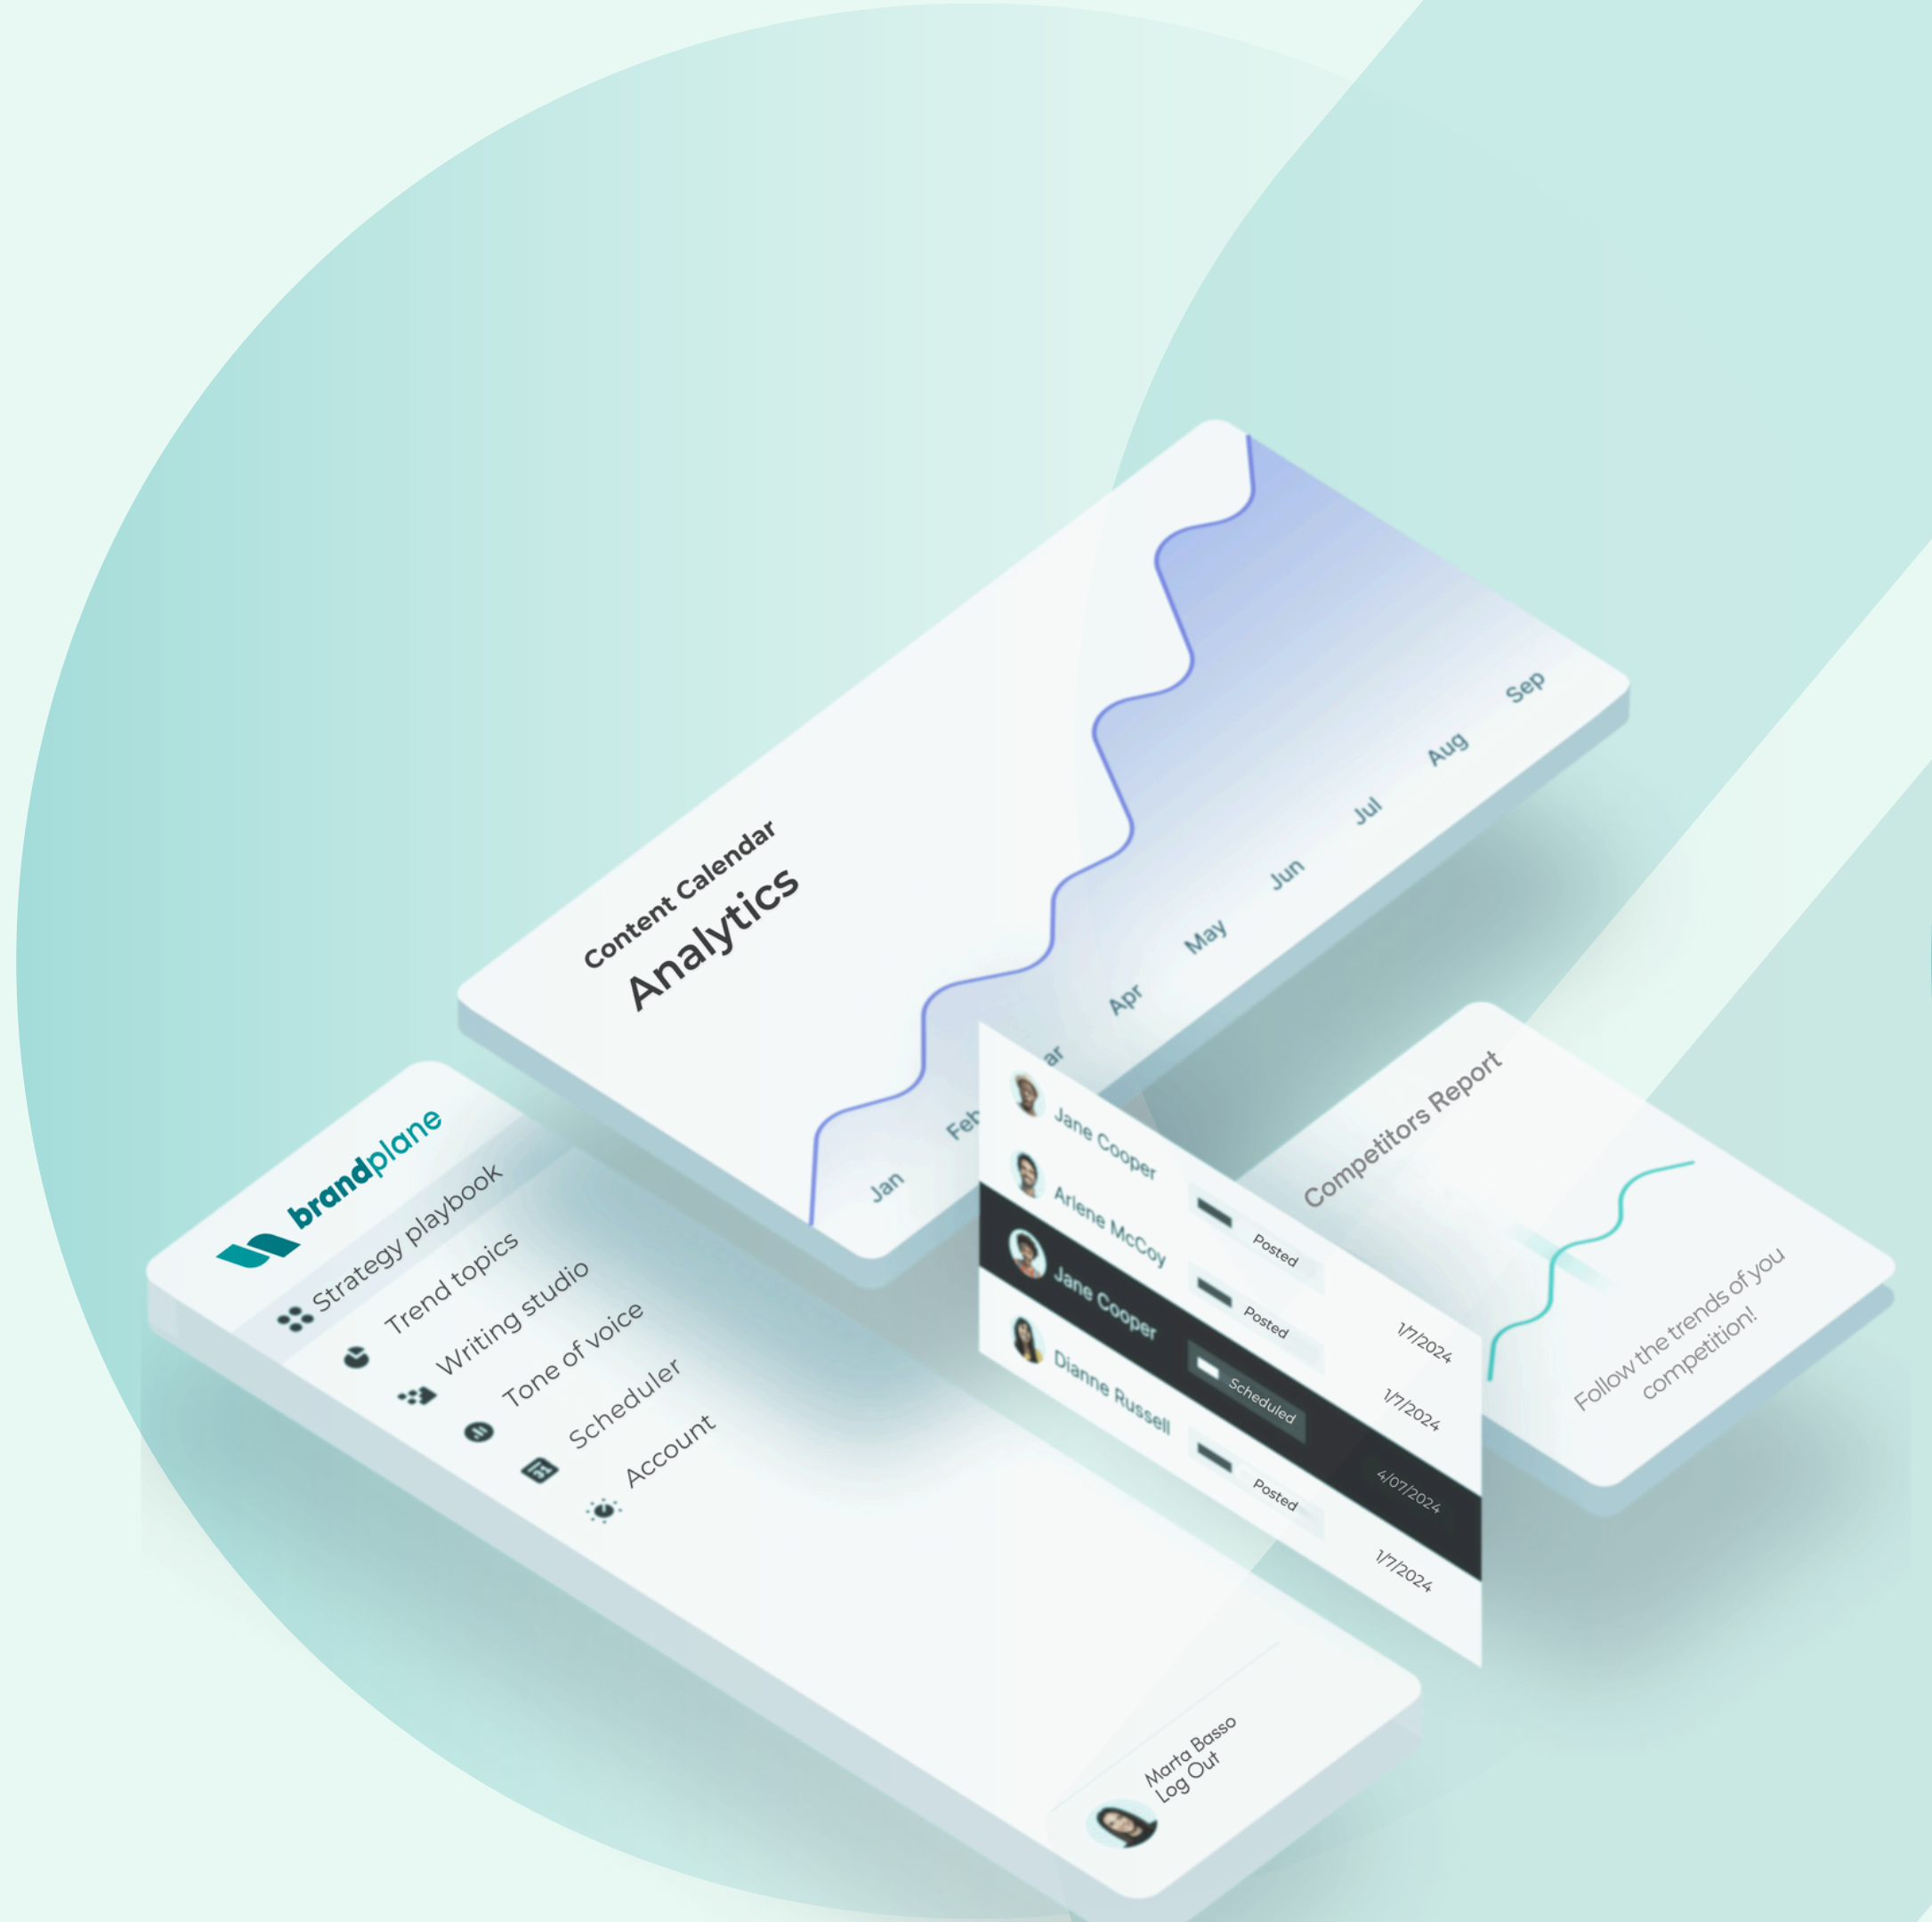 Content Calendar
Analytics
Jan
Feb
ar
Apr
May
Jun
Jul
Aug
Sep
brandplane
Strategy playbook
Trend topics
Writing studio
Tone of voice
Scheduler
31
Account
Marta Basso
Log Out
Jane Cooper
Posted
1/7/2024
Arlene McCoy
Posted
1/7/2024
Jane Cooper
Scheduled
4/07/2024
Dianne Russell
Posted
1/7/2024
Competitors Report
Follow the trends of you
competition!